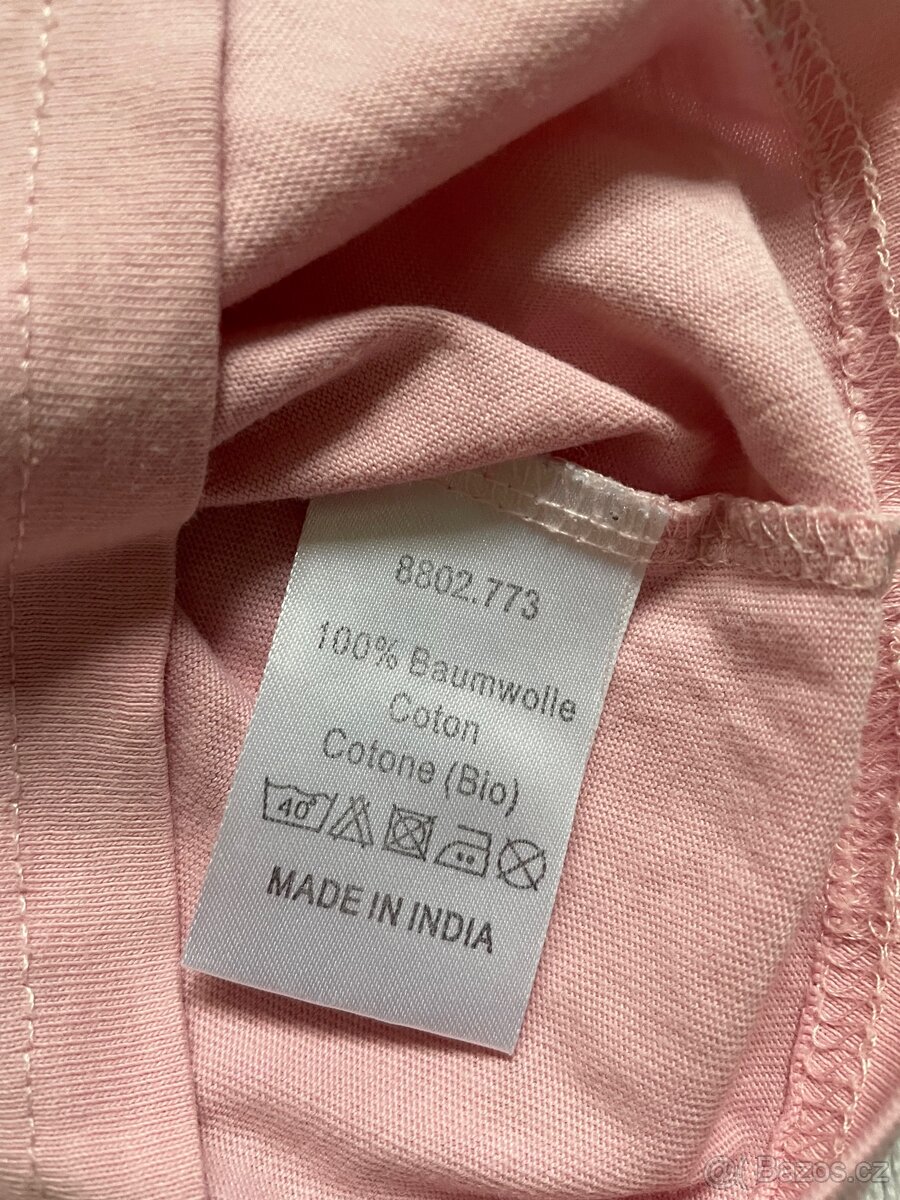 8802.773
100% Baumwolle
Coton
Cotone (Bio)
40°
MADE IN INDIA
Bazos.cz